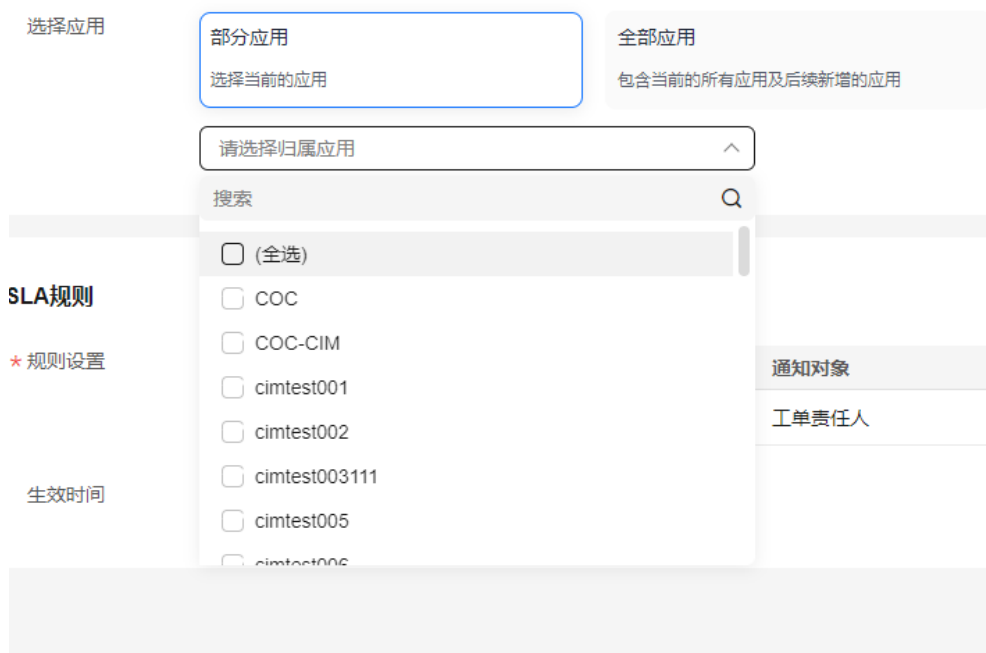 选择应用
部分应用
选择当前的应用
全部应用
包含当前的所有应用及后续新增的应用
请选择归属应用
搜索
(全选)
COC
COC-CIM
cimtest001
cimtest002
cimtest003111
cimtest005
cimtest006
SLA规则
* 规则设置
通知对象
工单责任人
生效时间